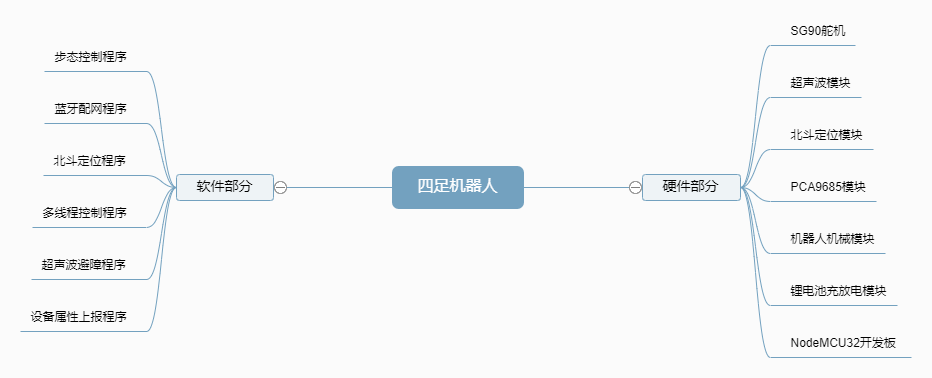 四足机器人
软件部分
步态控制程序
蓝牙配网程序
北斗定位程序
多线程控制程序
超声波避障程序
设备属性上报程序
硬件部分
SG90舵机
超声波模块
北斗定位模块
PCA9685模块
机器人机械模块
锂电池充放电模块
NodeMCU32开发板